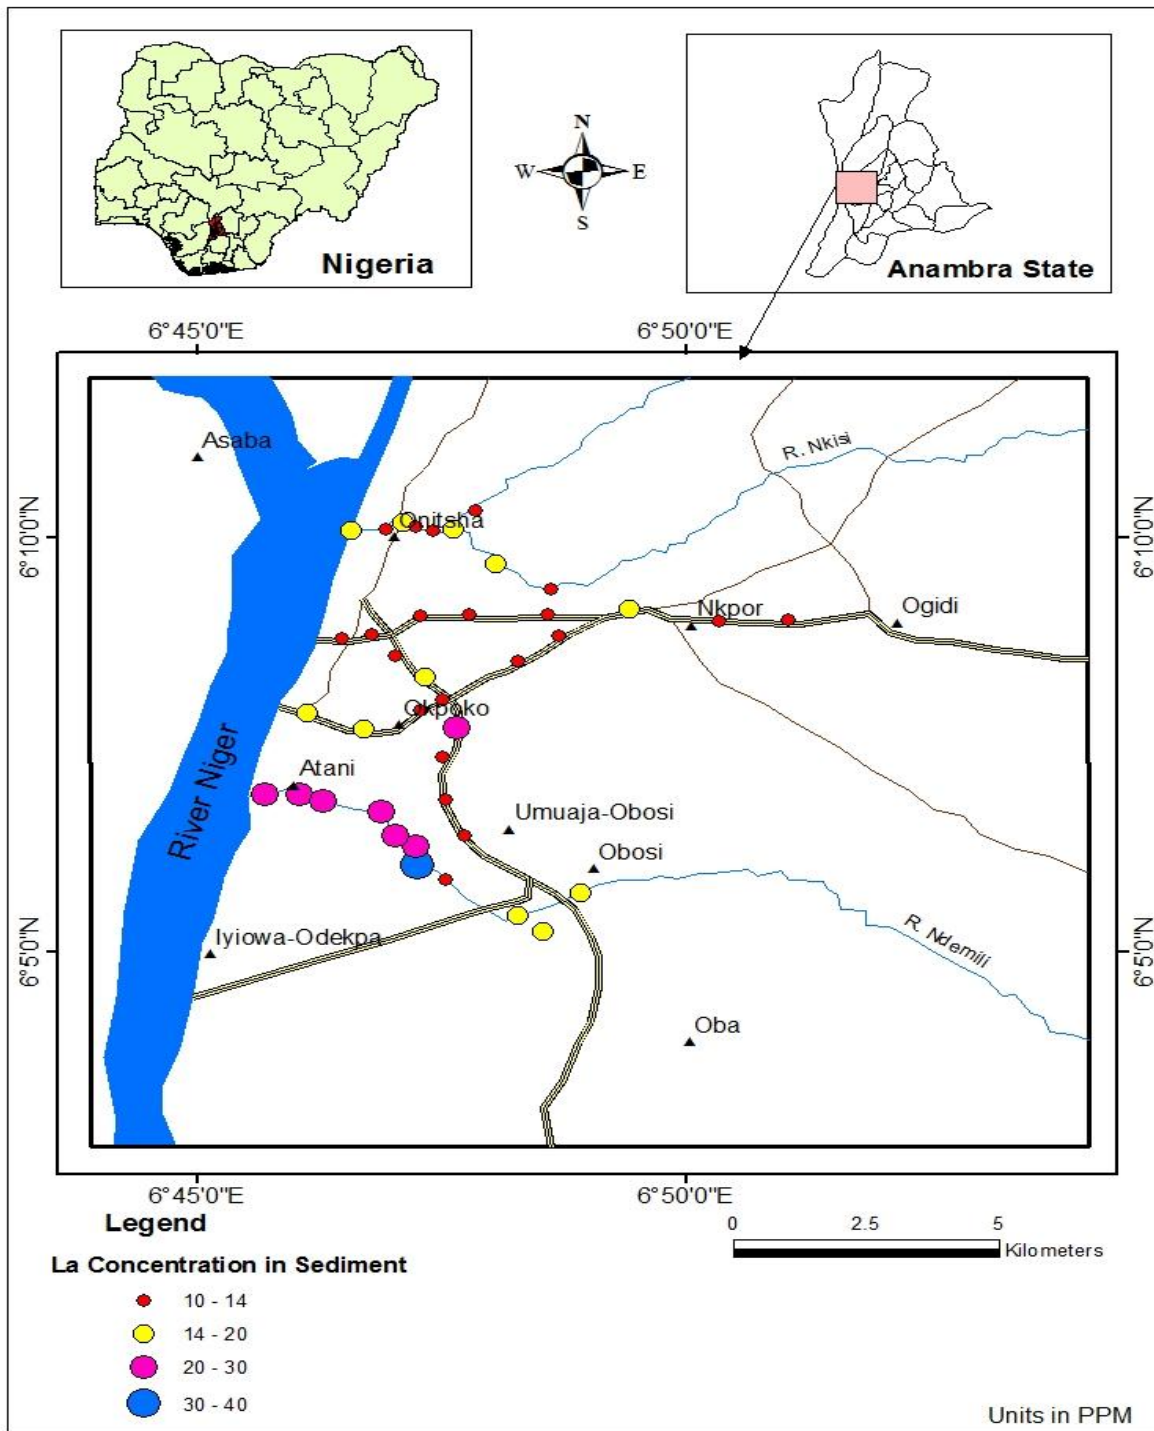 Nigeria
N
W
E
S
Anambra State
6°45'0"E
6°50'0"E
Asaba
R. Nkisi
Onitsha
6°10'0"N
6°10'0"N
Nkpor
Ogidi
Okpoko
River Niger
Atani
Umuaja-Obosi
Obosi
Iyiowa-Odekpa
R. Ndemili
6°5'0"N
6°5'0"N
Oba
6°45'0"E
6°50'0"E
Legend
0 2.5 5
Kilometers
La Concentration in Sediment
10 - 14
14 - 20
20 - 30
30 - 40
Units in PPM